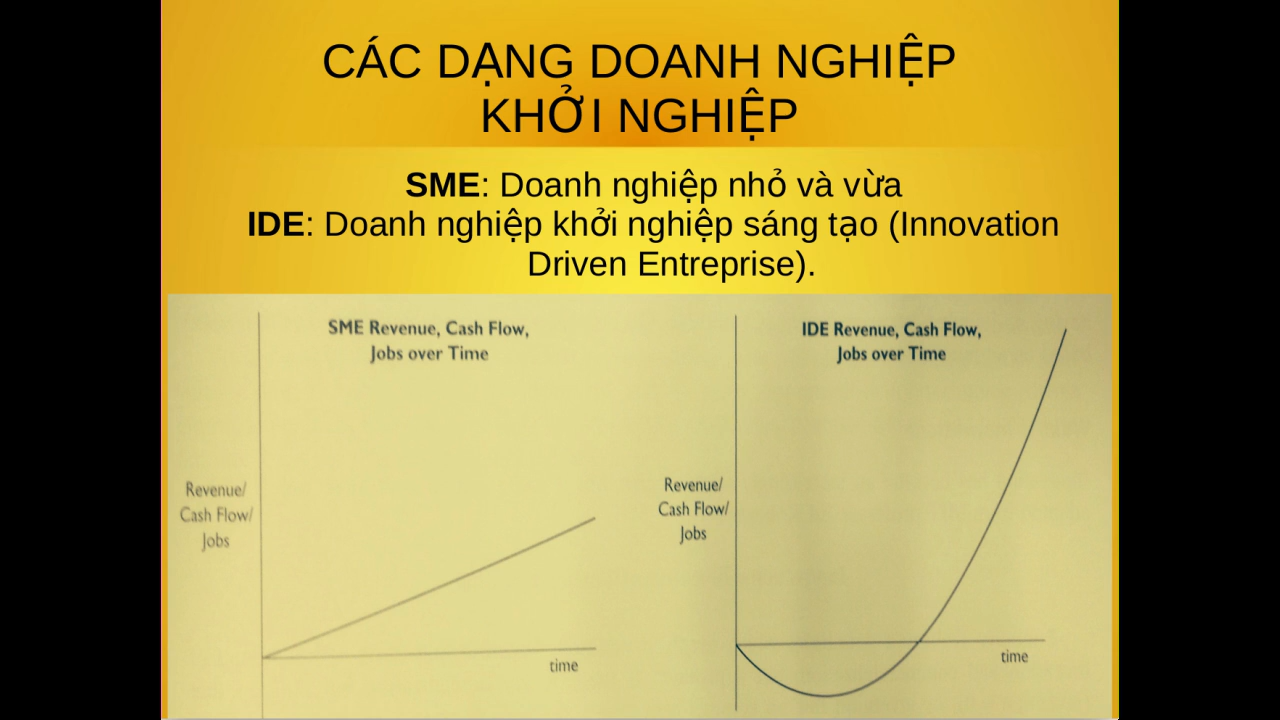 CÁC DẠNG DOANH NGHIỆP
KHỞI NGHIỆP
SME: Doanh nghiệp nhỏ và vừa
IDE: Doanh nghiệp khởi nghiệp sáng tạo (Innovation
Driven Entreprise).
SME Revenue, Cash Flow,
Jobs over Time
Revenue/
Cash Flow/
Jobs
time
IDE Revenue, Cash Flow,
Jobs over Time
Revenue/
Cash Flow/
Jobs
time